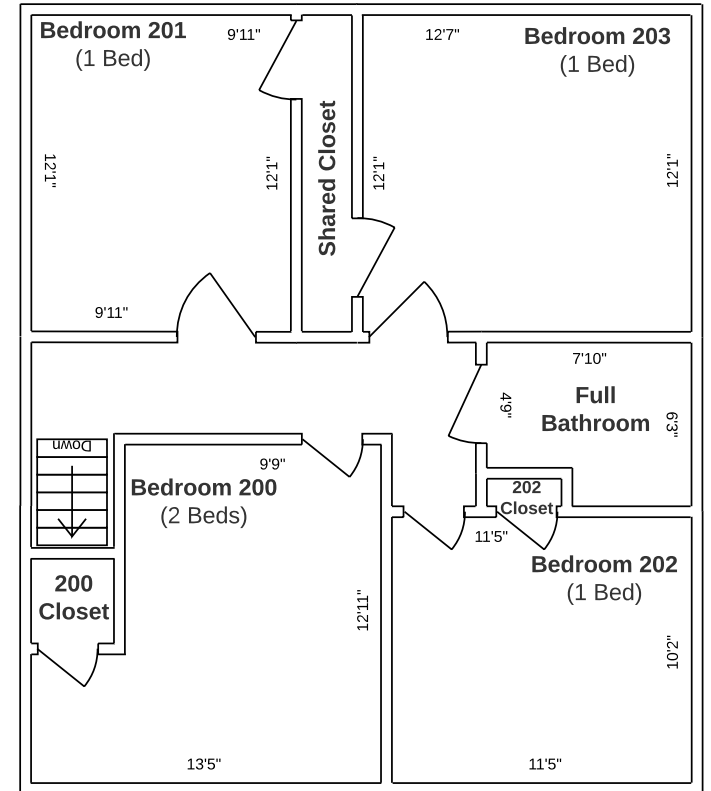 Bedroom 201
(1 Bed)
9'11"
12'7"
Bedroom 203
(1 Bed)
12'1"
12'1"
Shared Closet
12'1"
12'1"
9'11"
7'10"
Full
Bathroom
4'9"
6'3"
Down
9'9"
Bedroom 200
(2 Beds)
202
Closet
11'5"
Bedroom 202
(1 Bed)
200
Closet
12'11"
10'2"
13'5"
11'5"